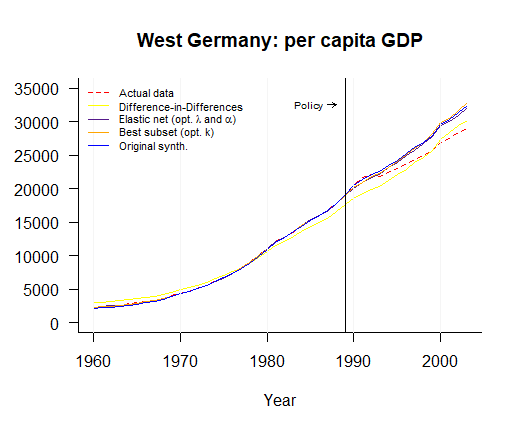 West Germany: per capita GDP
35000
30000
25000
20000
15000
10000
5000
0
Actual data
Difference-in-Differences
Elastic net (opt. λ and α)
Best subset (opt. k)
Original synth.
Policy →
1960 1970 1980 1990 2000
Year